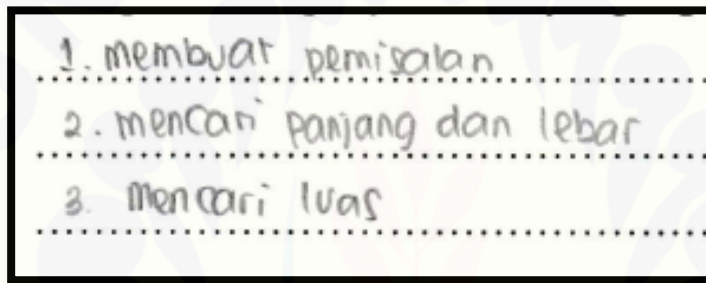 1. membuat pemisalan
2. mencari panjang dan lebar
3. mencari luas